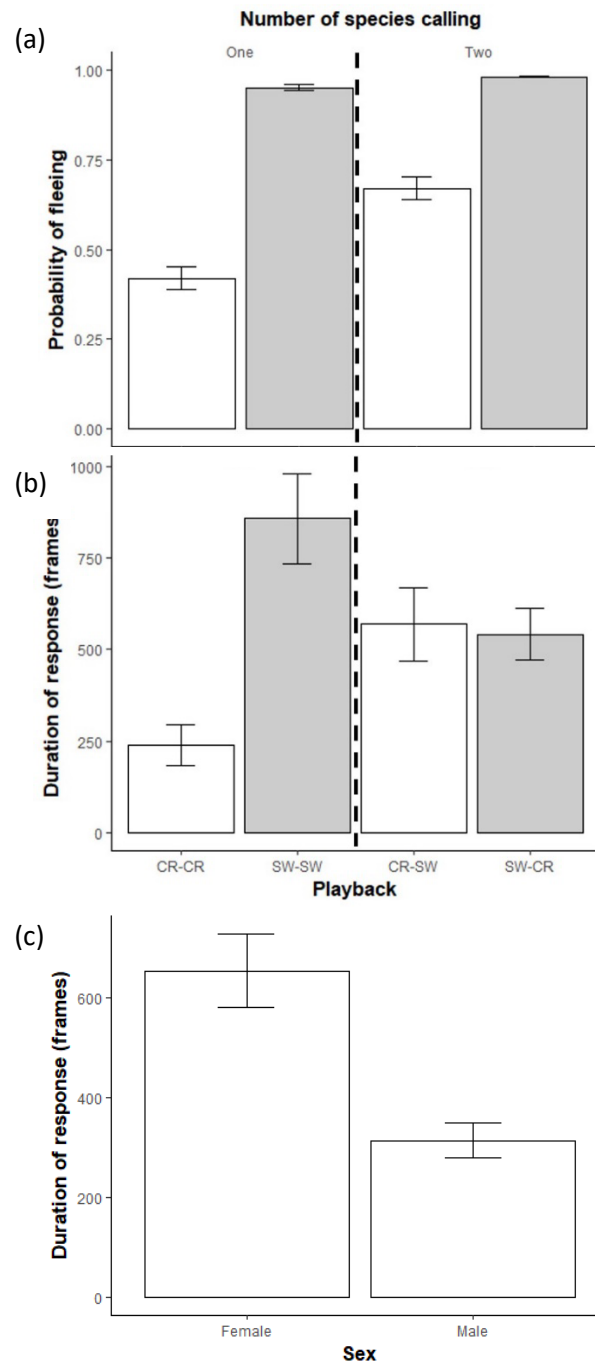 Number of species calling
(a)
One
Two
1.00
0.75
0.50
0.25
0.00
Probability of fleeing
(b)
1000
750
500
250
0
Duration of response (frames
CR-CR
SW-SW
CR-SW
SW-CR
Playback
(c)
600
400
200
0
Duration of response (frames)
Female
Male
Sex